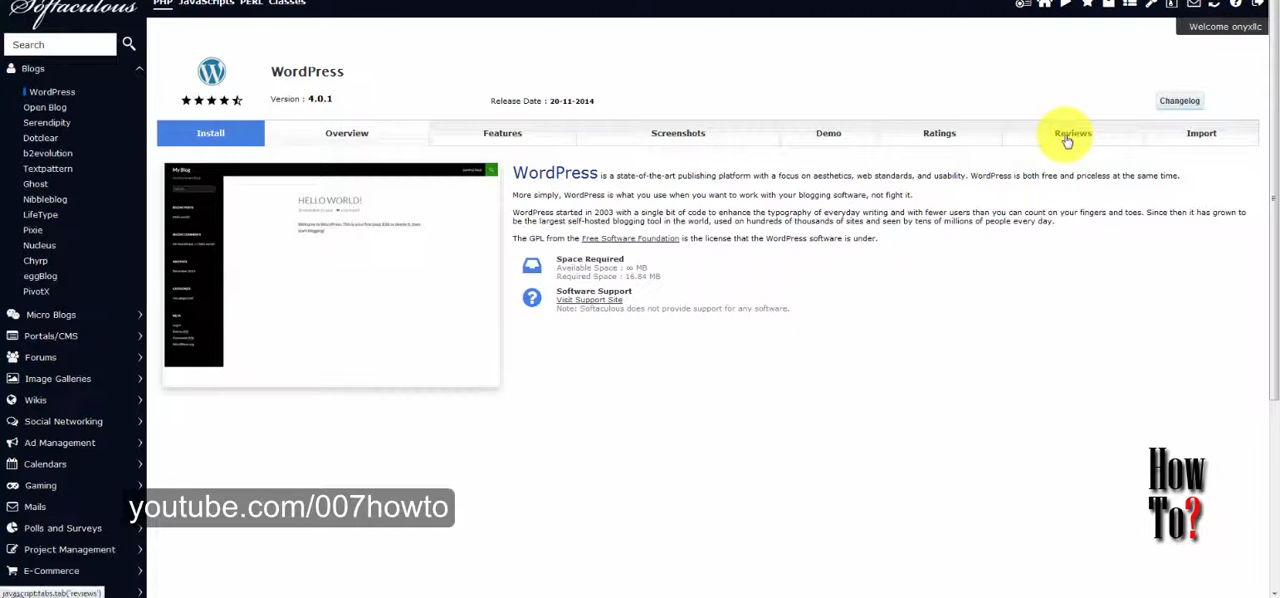 Softaculous
PHP JavaScripts PERL Classes
Welcome onyxllc
Search
Blogs
WordPress
Open Blog
Serendipity
Dotclear
b2evolution
Textpattern
Ghost
Nibbleblog
LifeType
Pixie
Nucleus
Chyrp
eggBlog
PivotX
Micro Blogs
Portals/CMS
Forums
Image Galleries
Wikis
Social Networking
Ad Management
Calendars
Gaming
Mails
Polls and Surveys
Project Management
E-Commerce
javascript:tabs.tab('reviews')
WordPress
Version : 4.0.1
Release Date : 20-11-2014
Changelog
Install Overview Features Screenshots Demo Ratings Reviews Import
My Blog
HELLO WORLD!
WordPress is a state-of-the-art publishing platform with a focus on aesthetics, web standards, and usability. WordPress is both free and priceless at the same time.
More simply, WordPress is what you use when you want to work with your blogging software, not fight it.
WordPress started in 2003 with a single bit of code to enhance the typography of everyday writing and with fewer users than you can count on your fingers and toes. Since then it has grown to
be the largest self-hosted blogging tool in the world, used on hundreds of thousands of sites and seen by tens of millions of people every day.
The GPL from the Free Software Foundation is the license that the WordPress software is under.
Space Required
Available Space : ∞ MB
Required Space : 16.84 MB
Software Support
Visit Support Site
Note: Softaculous does not provide support for any software.
youtube.com/007howto
How
To?